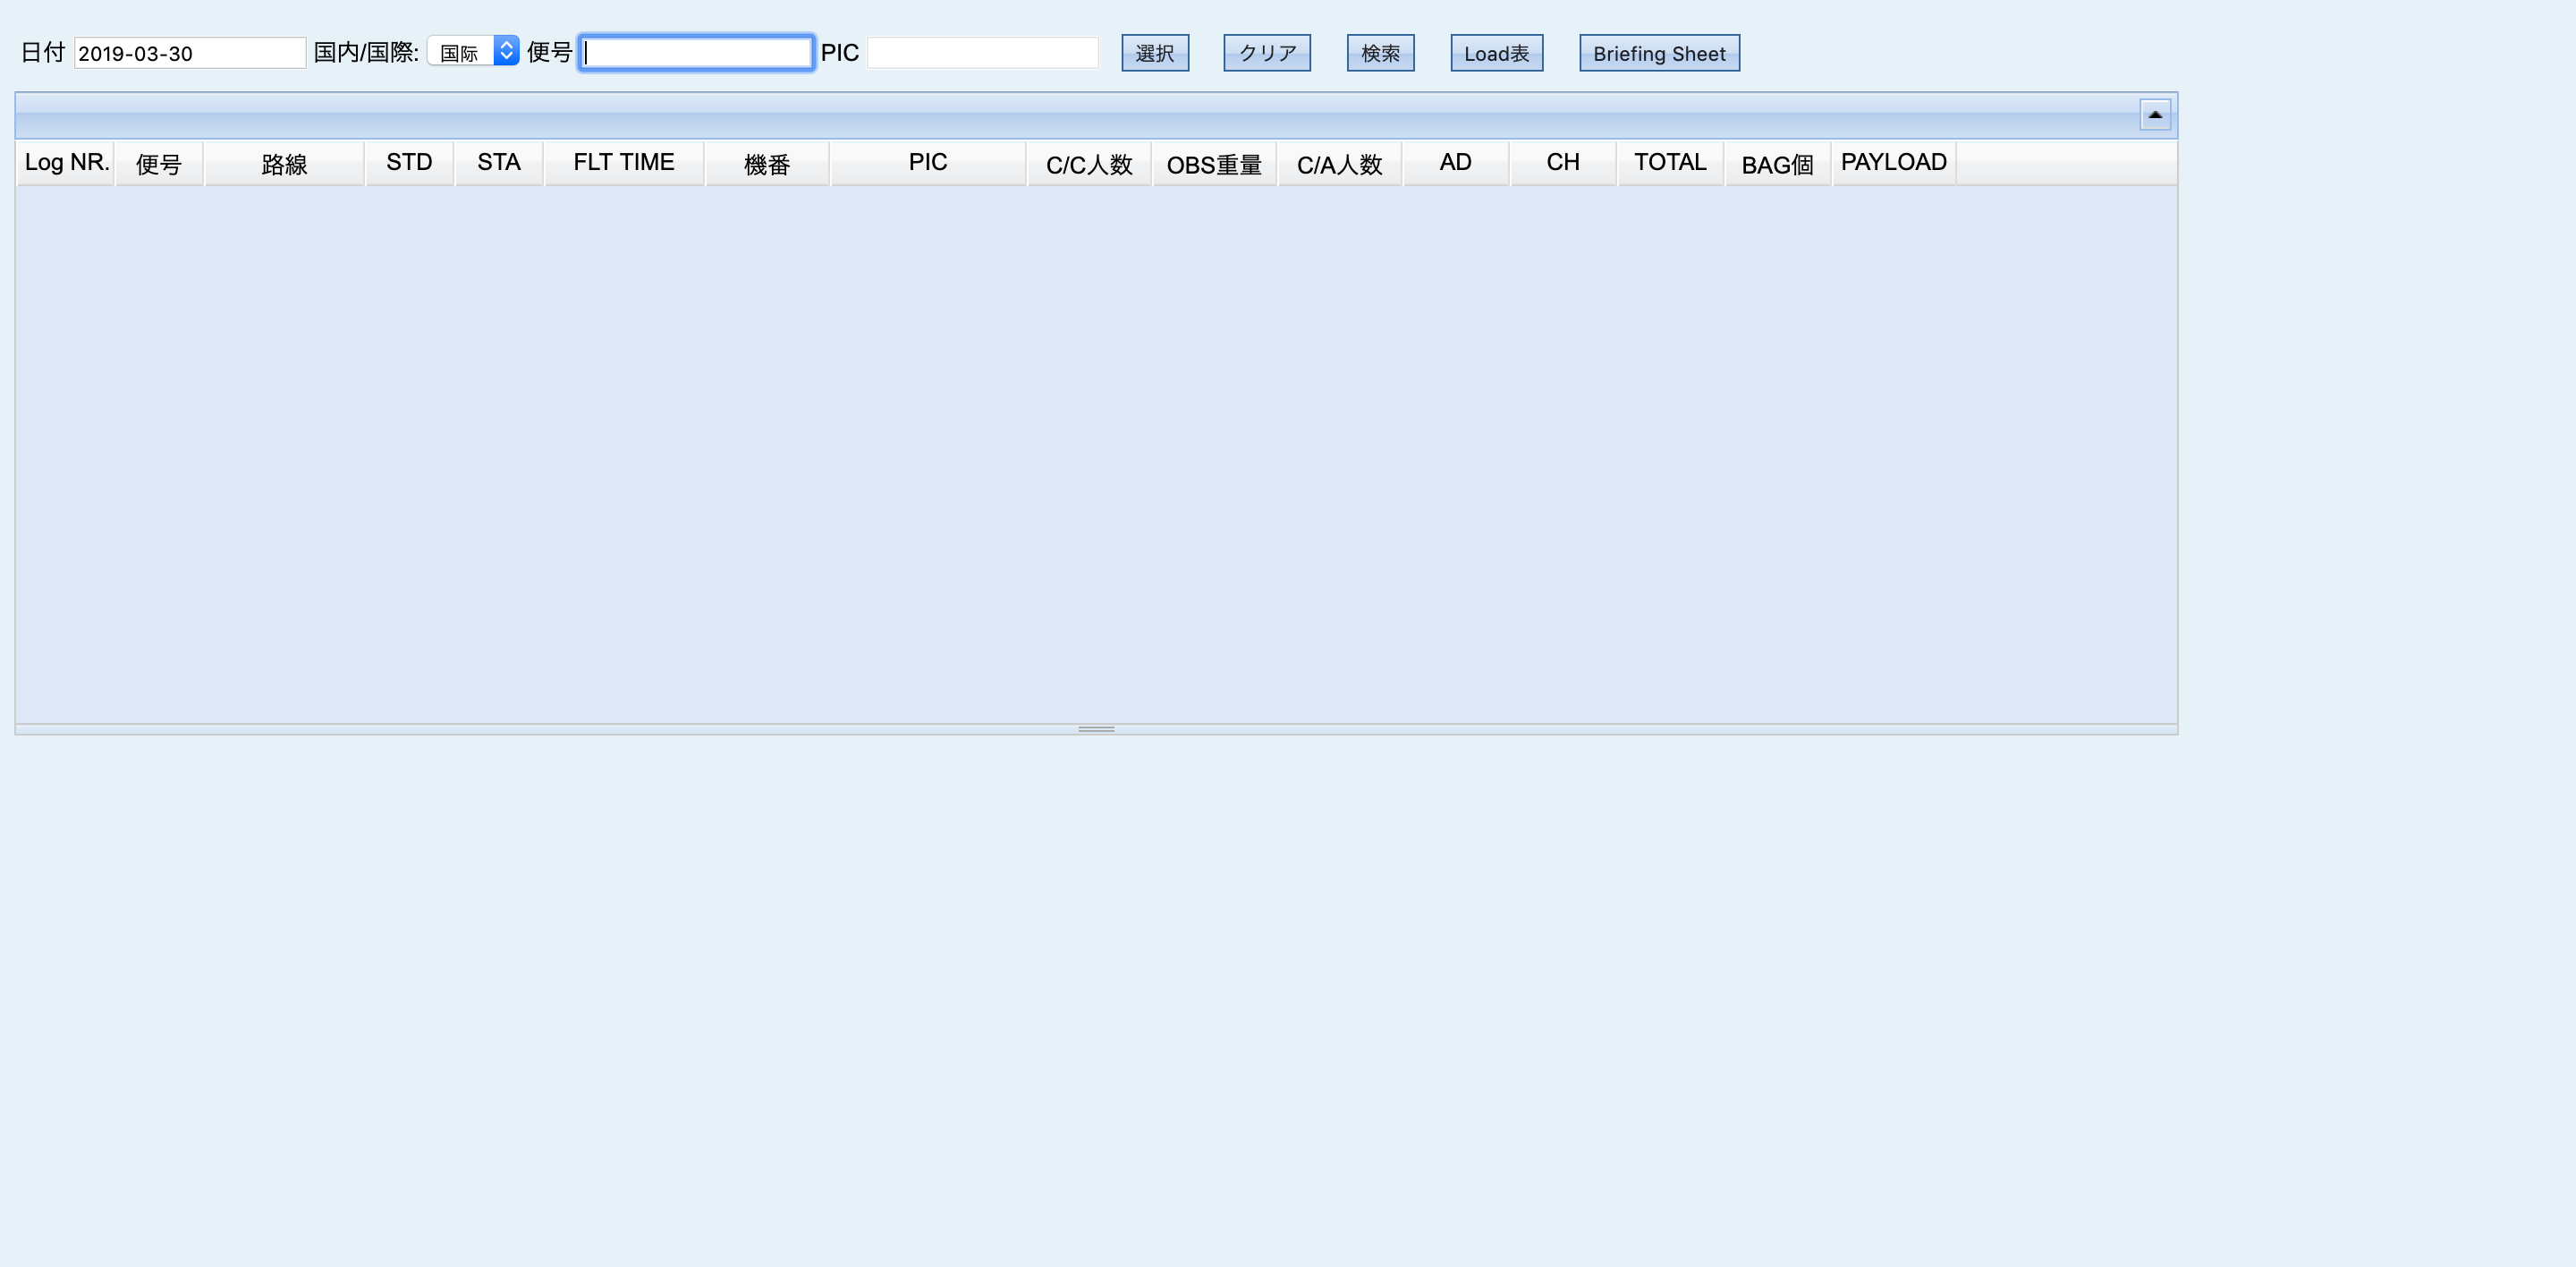 日付 2019-03-30 国内/国際: 国际 便号 PIC 選択 クリア 検索 Load表 Briefing Sheet
Log NR. 便号 路線 STD STA FLT TIME 機番 PIC C/C人数 OBS重量 C/A人数 AD CH TOTAL BAG個 PAYLOAD